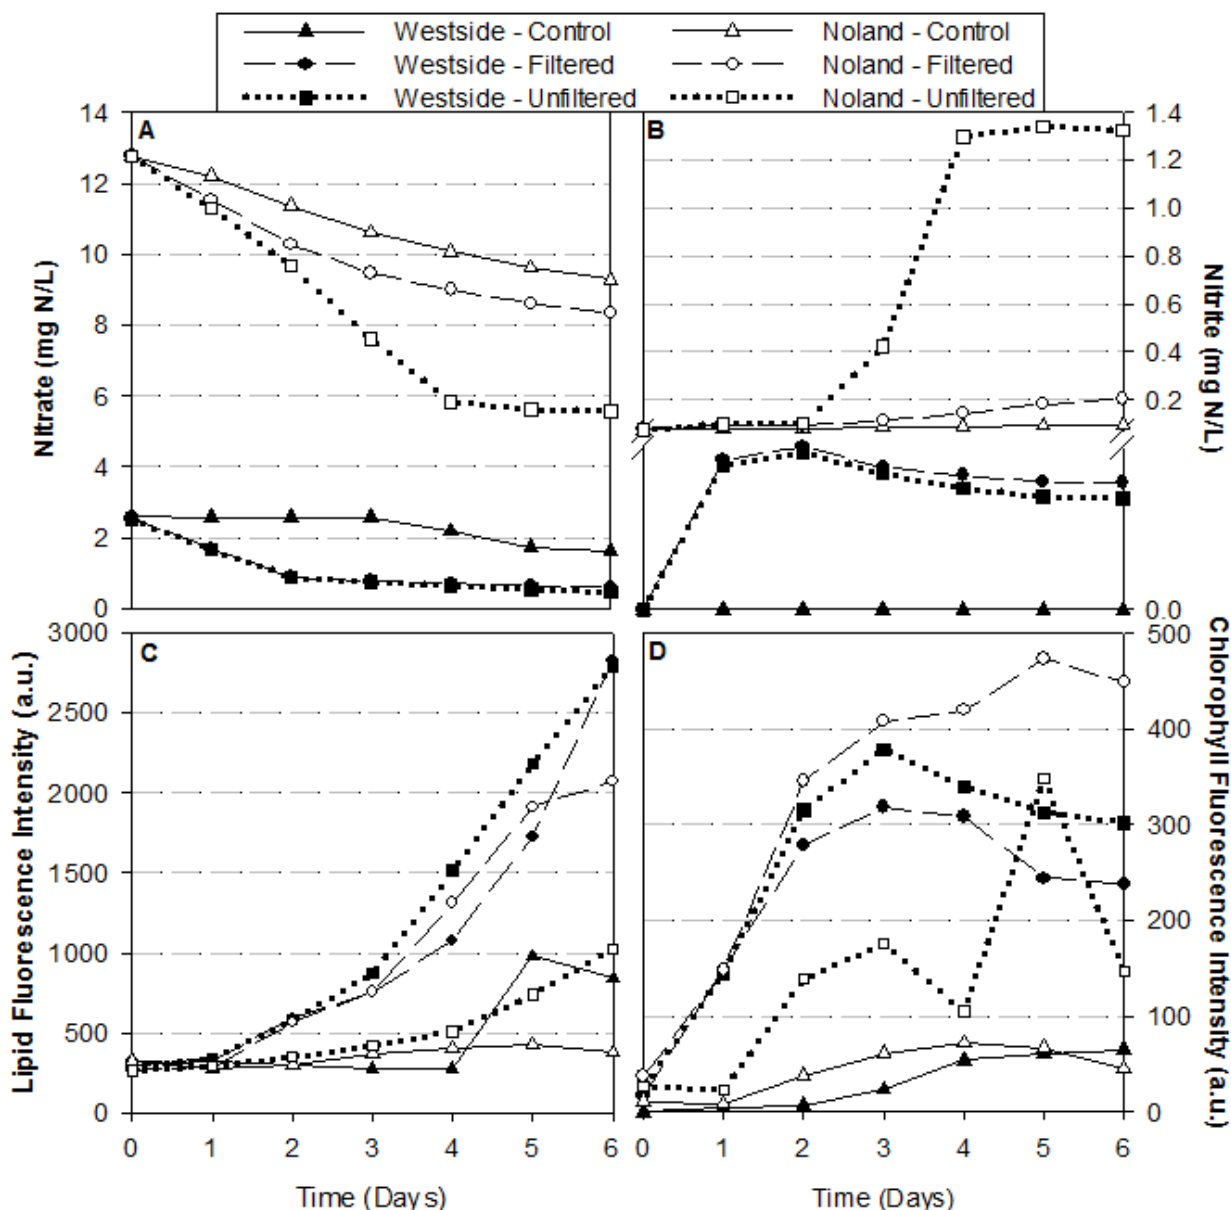 Westside - Control Noland - Control
Westside - Filtered Noland - Filtered
Westside - Unfiltered Noland - Unfiltered
A
14
12
10
8
6
4
2
0
Nitrate (mg N/L)
B
1.4
1.2
1.0
0.8
0.6
0.4
0.2
0.0
Nitrite (mg N/L)
C
3000
2500
2000
1500
1000
500
0
Lipid Fluorescence Intensity (a.u.)
0 1 2 3 4 5 6
Time (Days)
D
500
400
300
200
100
0
Chlorophyll Fluorescence Intensity (a.u.)
0 1 2 3 4 5 6
Time (Days)